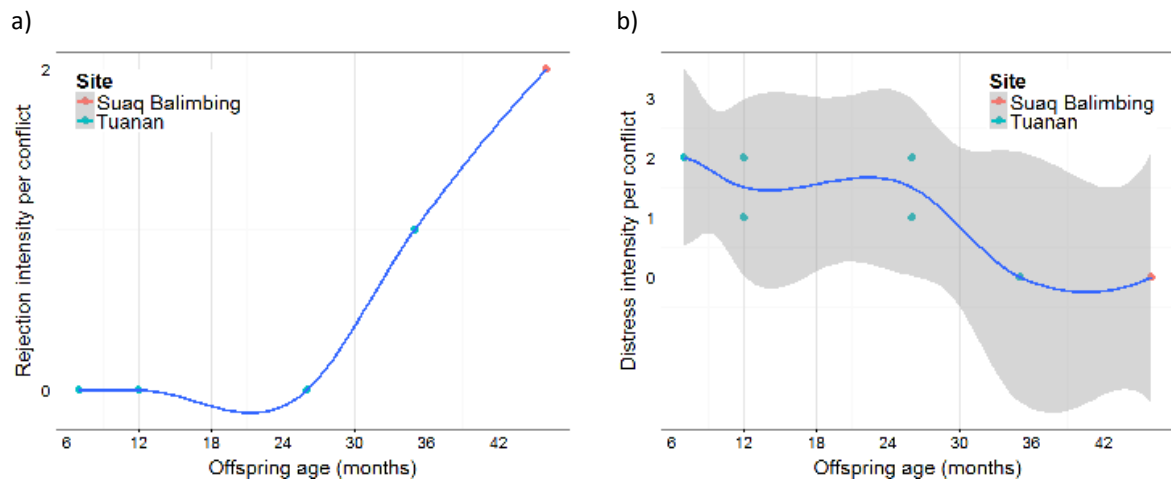 a)
Site
Suaq Balimbing
Tuanan
Rejection intensity per conflict
2
0
6 12 18 24 30 36 42
Offspring age (months)
b)
Site
Suaq Balimbing
Tuanan
Distress intensity per conflict
3
2
1
0
6 12 18 24 30 36 42
Offspring age (months)